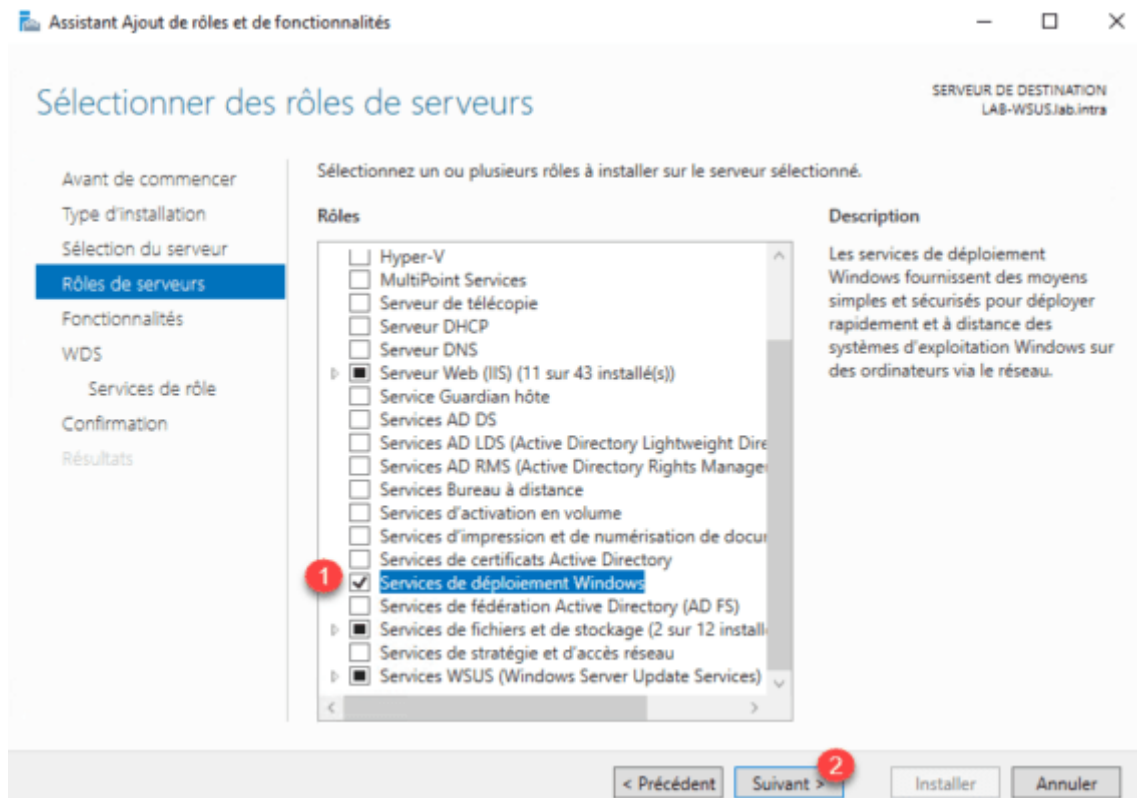 Assistant Ajout de rôles et de fonctionnalités
Sélectionner des rôles de serveurs
SERVEUR DE DESTINATION
LAB-WSUS.lab.intra
Avant de commencer
Type d'installation
Sélection du serveur
Rôles de serveurs
Fonctionnalités
WDS
Services de rôle
Confirmation
Résultats
Sélectionnez un ou plusieurs rôles à installer sur le serveur sélectionné.
Rôles
Hyper-V
MultiPoint Services
Serveur de télécopie
Serveur DHCP
Serveur DNS
Serveur Web (IIS) (11 sur 43 installé(s))
Service Guardian hôte
Services AD DS
Services AD LDS (Active Directory Lightweight Dire
Services AD RMS (Active Directory Rights Manage
Services Bureau à distance
Services d'activation en volume
Services d'impression et de numérisation de docu
Services de certificats Active Directory
1 Services de déploiement Windows
Services de fédération Active Directory (AD FS)
Services de fichiers et de stockage (2 sur 12 install
Services de stratégie et d'accès réseau
Services WSUS (Windows Server Update Services)
Description
Les services de déploiement
Windows fournissent des moyens
simples et sécurisés pour déployer
rapidement et à distance des
systèmes d'exploitation Windows sur
des ordinateurs via le réseau.
< Précédent
Suivant > 2
Installer
Annuler